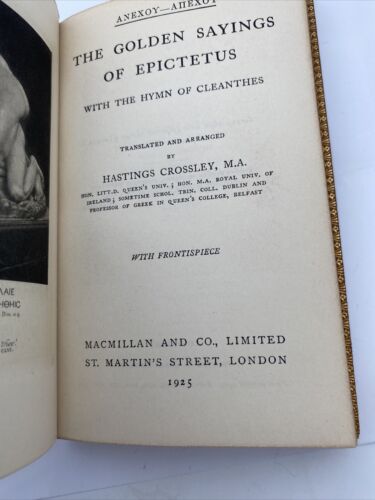 ΑΝΕΧΟΥ—ΑΠΕΧΟΥ
THE GOLDEN SAYINGS
OF EPICTETUS
WITH THE HYMN OF CLEANTHES
TRANSLATED AND ARRANGED
BY
HASTINGS CROSSLEY, M.A.
HON. LITT.D. QUEEN'S UNIV.; HON. M.A. ROYAL UNIV. OF
IRELAND; SOMETIME SCHOL. TRIN. COLL. DUBLIN AND
PROFESSOR OF GREEK IN QUEEN'S COLLEGE, BELFAST
WITH FRONTISPIECE
MACMILLAN AND CO., LIMITED
ST. MARTIN'S STREET, LONDON
1925